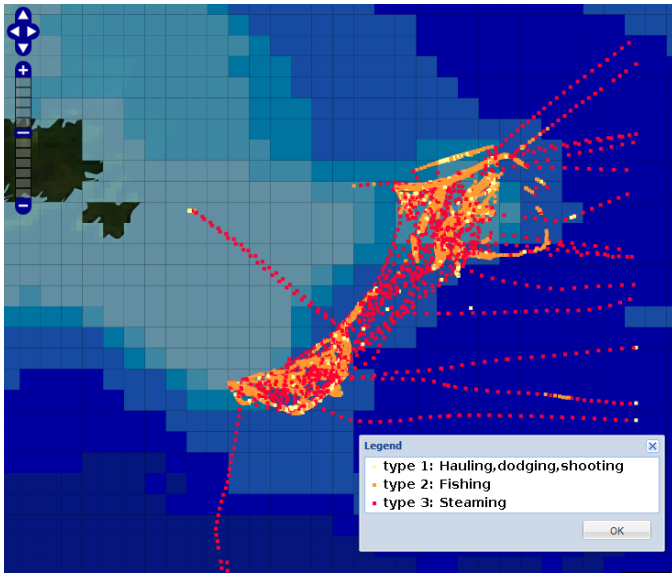 Legend
type 1: Hauling,dodging,shooting
type 2: Fishing
type 3: Steaming
OK